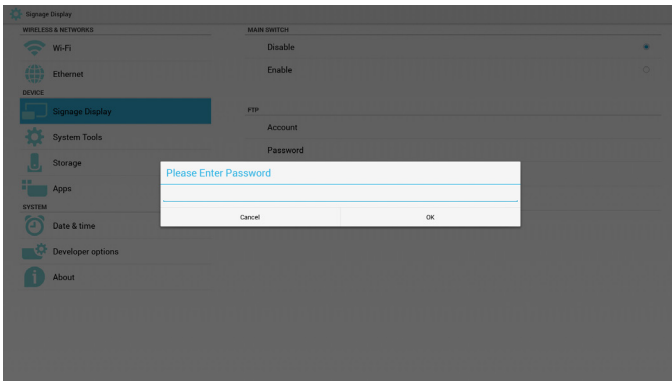 Signage Display
WIRELESS & NETWORKS
Wi-Fi
Ethernet
DEVICE
Signage Display
System Tools
Storage
Apps
SYSTEM
Date & time
Developer options
About
MAIN SWITCH
Disable
Enable
FTP
Account
Password
Please Enter Password
Cancel
OK